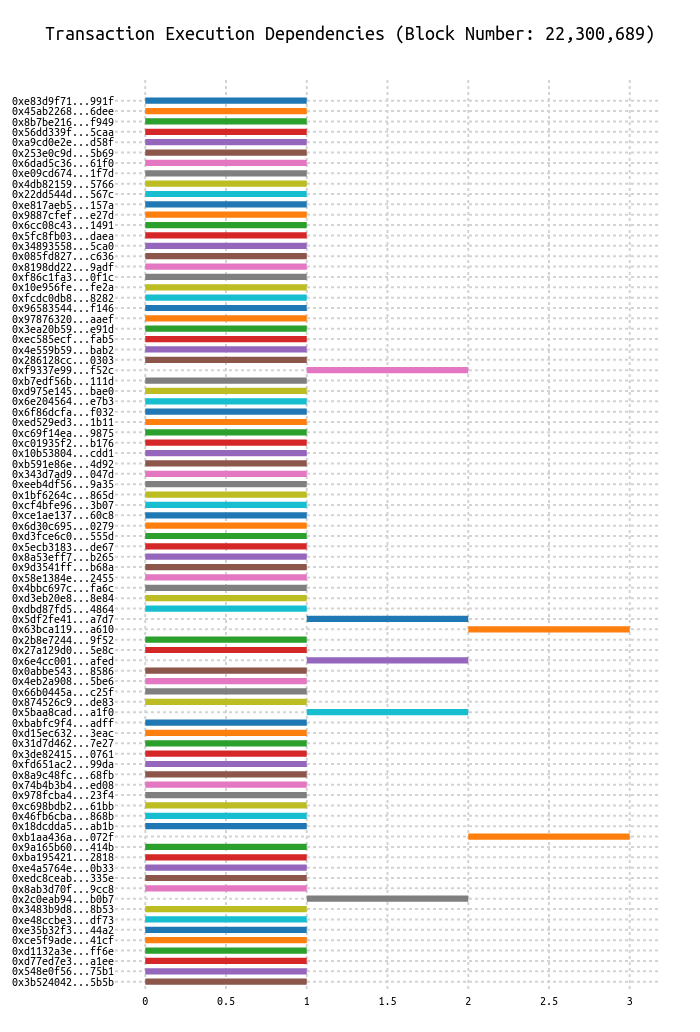 Transaction Execution Dependencies (Block Number: 22,300,689)
0xe83d9f71...991f
0x45ab2268...6dee
0x8b7be216...f949
0x56dd339f...5caa
0xa9cd0e2e...d58f
0x253e0c9d...5b69
0x6dad5c36...61f0
0xe09cd674...1f7d
0x4db82159...5766
0x22dd544d...567c
0xe817aeb5...157a
0x9887cfef...e27d
0x6cc08c43...1491
0x5fc8fb03...daea
0x34893558...5ca0
0x085fd827...c636
0x8198dd22...9adf
0xf86c1fa3...0f1c
0x10e956fe...fe2a
0xfcdc0db8...8282
0x96583544...f146
0x97876320...aaef
0x3ea20b59...e91d
0xec585ecf...fab5
0x4e559b59...bab2
0x286128cc...0303
0xf9337e99...f52c
0xb7edf56b...111d
0xd975e145...bae0
0x6e204564...e7b3
0x6f86dcfa...f032
0xed529ed3...1b11
0xc69f14ea...9875
0xc01935f2...b176
0x10b53804...cdd1
0xb591e86e...4d92
0x343d7ad9...047d
0xeeb4df56...9a35
0x1bf6264c...865d
0xcf4bfe96...3b07
0xce1ae137...60c8
0x6d30c695...0279
0xd3fce6c0...555d
0x5ecb3183...de67
0x8a53eff7...b265
0x9d3541ff...b68a
0x58e1384e...2455
0x4bbc697c...fa6c
0xd3eb20e8...8e84
0xdbd87fd5...4864
0x5df2fe41...a7d7
0x63bca119...a610
0x2b8e7244...9f52
0x27a129d0...5e8c
0x6e4cc001...afed
0x0abbe543...8586
0x4eb2a908...5be6
0x66b0445a...c25f
0x874526c9...de83
0x5baa8cad...a1f0
0xbabfc9f4...adff
0xd15ec632...3eac
0x31d7d462...7e27
0x3de82415...0761
0xfd651ac2...99da
0x8a9c48fc...68fb
0x74b4b3b4...ed08
0x978fcba4...23f4
0xc698bdb2...61bb
0x46fb6cba...868b
0x18dcdda5...ab1b
0xb1aa436a...072f
0x9a165b60...414b
0xba195421...2818
0xe4a5764e...0b33
0xedc8ceab...335e
0x8ab3d70f...9cc8
0x2c0eab94...b0b7
0x3483b9d8...8b53
0xe48ccbe3...df73
0xe35b32f3...44a2
0xce5f9ade...41cf
0xd1132a3e...ff6e
0xd77ed7e3...a1ee
0x548e0f56...75b1
0x3b524042...5b5b
0 0.5 1 1.5 2 2.5 3